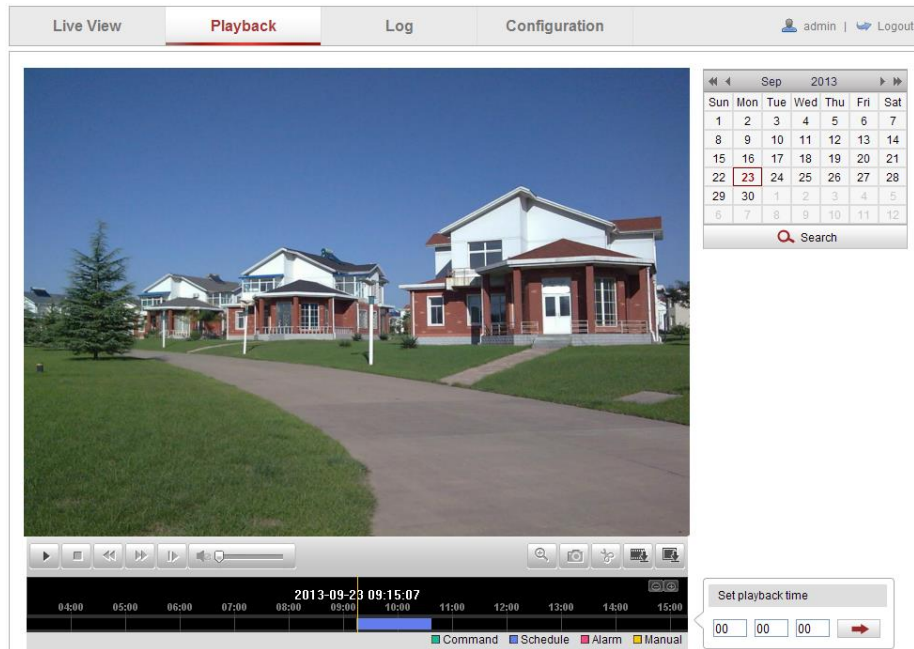 Live View Playback Log Configuration admin | Logout
Sep 2013
Sun Mon Tue Wed Thu Fri Sat
1 2 3 4 5 6 7
8 9 10 11 12 13 14
15 16 17 18 19 20 21
22 23 24 25 26 27 28
29 30 1 2 3 4 5
6 7 8 9 10 11 12
Search
2013-09-23 09:15:07
04:00 05:00 06:00 07:00 08:00 09:00 10:00 11:00 12:00 13:00 14:00 15:00
Command Schedule Alarm Manual
Set playback time
00 00 00